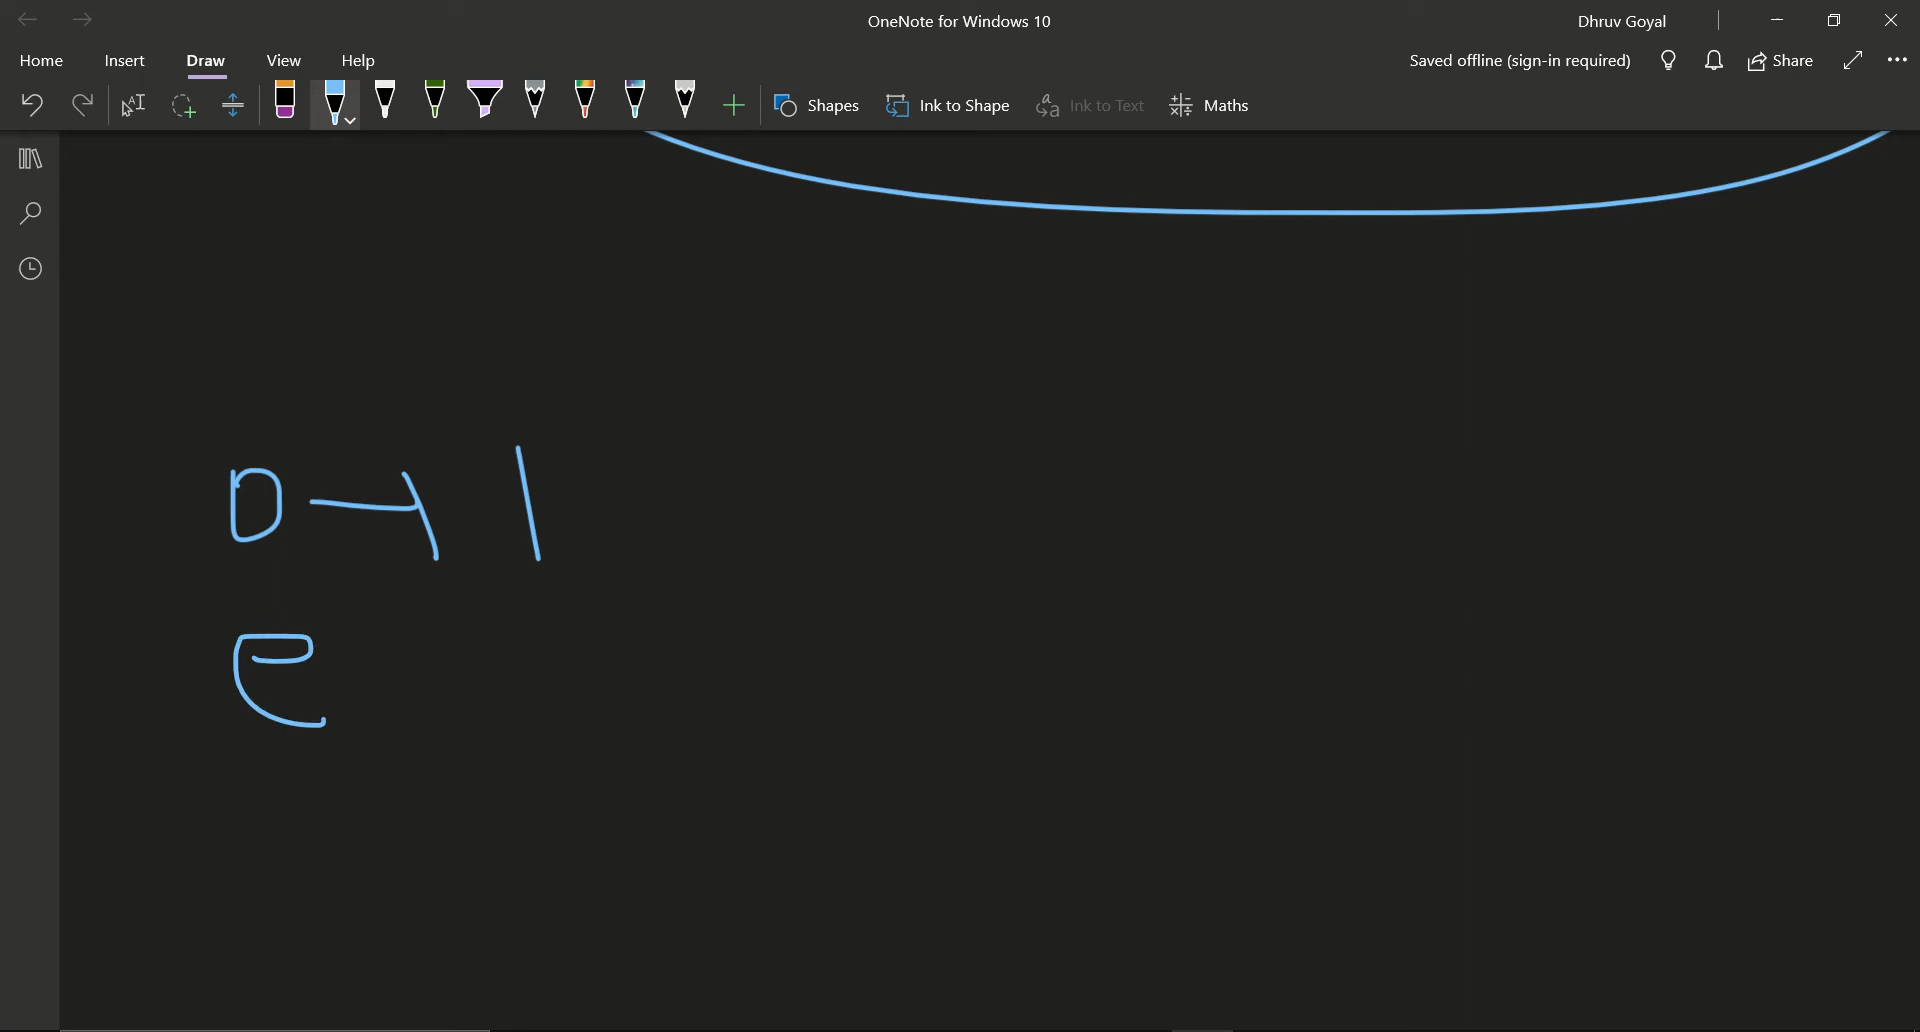 OneNote for Windows 10
Dhruv Goyal
Home Insert Draw View Help
Saved offline (sign-in required)
Share
Shapes
Ink to Shape
Ink to Text
Maths
e